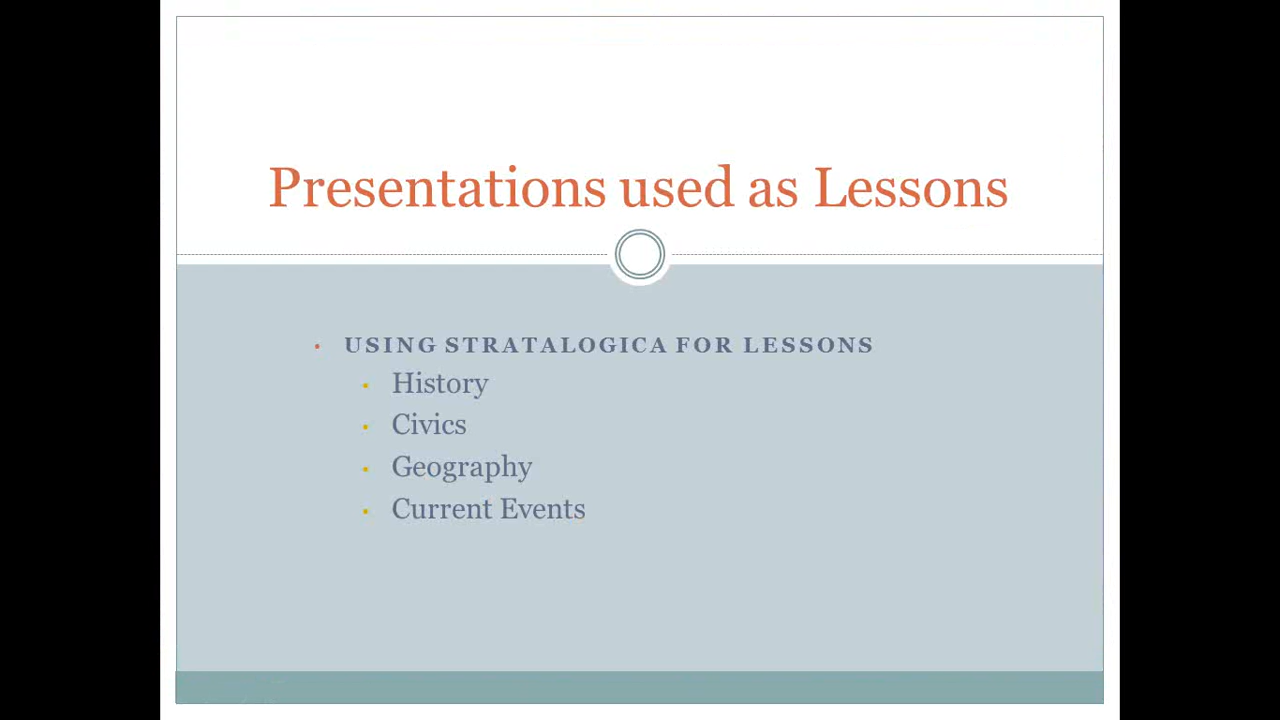 Presentations used as Lessons
• USING STRATALOGICA FOR LESSONS
• History
• Civics
• Geography
• Current Events